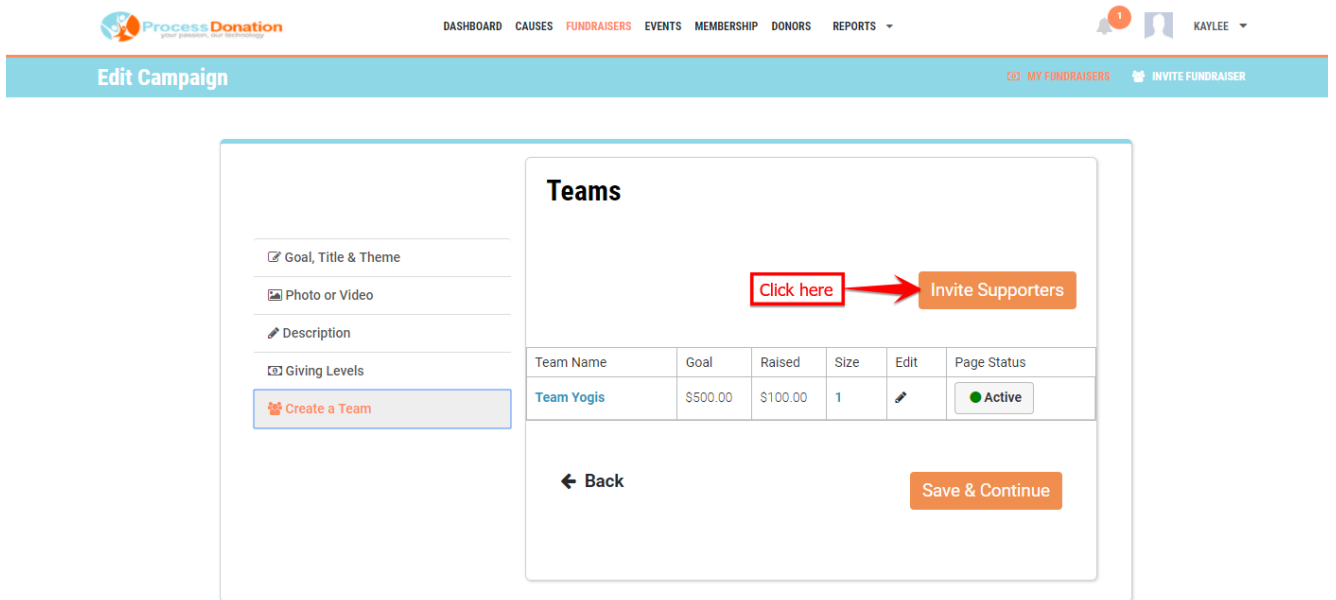 Process Donation
your passion, our technology
DASHBOARD CAUSES FUNDRAISERS EVENTS MEMBERSHIP DONORS REPORTS
1
KAYLEE
Edit Campaign
MY FUNDRAISERS INVITE FUNDRAISER
Teams
Goal, Title & Theme
Photo or Video
Description
Giving Levels
Create a Team
Click here
Invite Supporters
Team Name Goal Raised Size Edit Page Status
Team Yogis $500.00 $100.00 1 Active
Back
Save & Continue